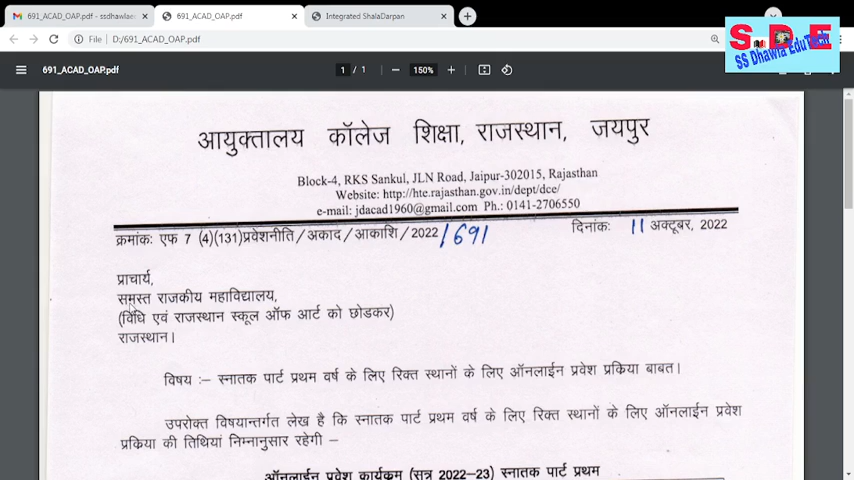 691_ACAD_OAP.pdf - ssdhawlae
691_ACAD_OAP.pdf
Integrated ShalaDarpan
File | D:/691_ACAD_OAP.pdf
S D E
SS Dhawla EduTech
691_ACAD_OAP.pdf
1 / 1
150%
आयुक्तालय कॉलेज शिक्षा, राजस्थान, जयपुर
Block-4, RKS Sankul, JLN Road, Jaipur-302015, Rajasthan
Website: http://hte.rajasthan.gov.in/dept/dce/
e-mail: jdacad1960@gmail.com Ph.: 0141-2706550
क्रमांकः एफ 7 (4)(131)प्रवेशनीति/अकाद/आकाशि/2022/691
दिनांकः 11 अक्टूबर, 2022
प्राचार्य,
समस्त राजकीय महाविद्यालय,
(विधि एवं राजस्थान स्कूल ऑफ आर्ट को छोडकर)
राजस्थान।
विषय :– स्नातक पार्ट प्रथम वर्ष के लिए रिक्त स्थानों के लिए ऑनलाईन प्रवेश प्रकिया बाबत।
उपरोक्त विषयान्तर्गत लेख है कि स्नातक पार्ट प्रथम वर्ष के लिए रिक्त स्थानों के लिए ऑनलाईन प्रवेश
प्रकिया की तिथियां निम्नानुसार रहेगी –
ऑनलाईन प्रवेश कार्यक्रम (सत्र 2022-23) स्नातक पार्ट प्रथम